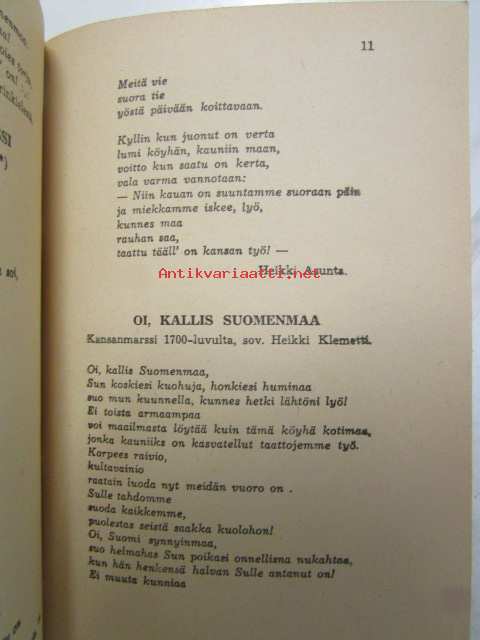 11
Meitä vie
suora tie
yöstä päivään koittavaan.
Kyllin kun juonut on verta
lumi köyhän, kauniin maan,
voitto kun saatu on kerta,
vala varma vannotaan:
— Niin kauan on suuntamme suoraan päin
ja miekkamme iskee, lyö,
kunnes maa
rauhan saa,
taattu tääll' on kansan työ! —
Heikki Asunta.
Antikvariaatti.net
OI, KALLIS SUOMENMAA
Kansanmarssi 1700-luvulta, sov. Heikki Klemetti.
Oi, kallis Suomenmaa,
Sun koskiesi kuohuja, honkiesi huminaa
suo mun kuunnella, kunnes hetki lähtöni lyö!
Ei toista armaampaa
voi maailmasta löytää kuin tämä köyhä kotimaa,
jonka kauniiks on kasvatellut taattojemme työ.
Korpees raivio,
kultavainio
raatain luoda nyt meidän vuoro on .
Sulle tahdomme
suoda kaikkemme,
puolestas seistä saakka kuolohon!
Oi, Suomi synnyinmaa,
suo helmahas Sun poikasi onnellisna nukahtaa,
kun hän henkensä halvan Sulle antanut on!
Ei muuta kunniaa